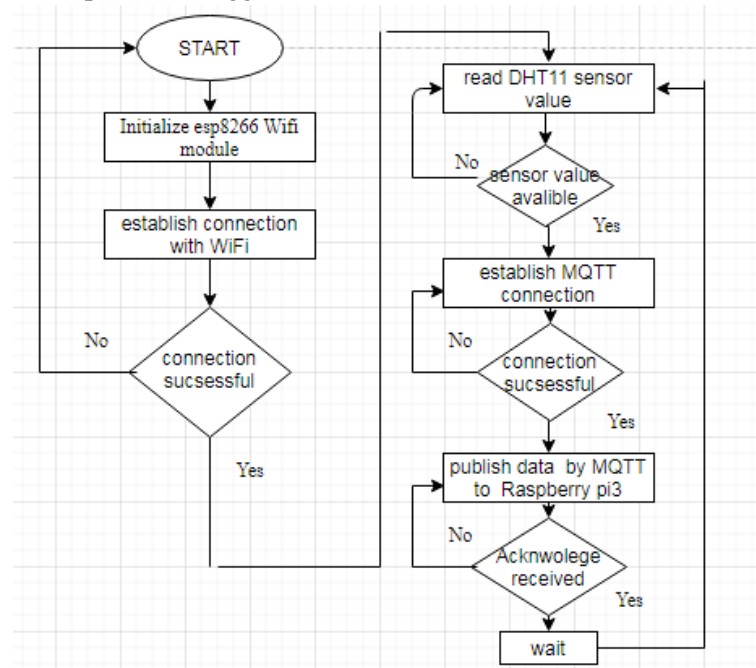 START
Initialize esp8266 Wifi
module
establish connection
with WiFi
No
connection
sucsessful
Yes
read DHT11 sensor
value
No
sensor value
avalible
Yes
establish MQTT
connection
No
connection
sucsessful
Yes
publish data by MQTT
to Raspberry pi3
No
Acknwolege
received
Yes
wait